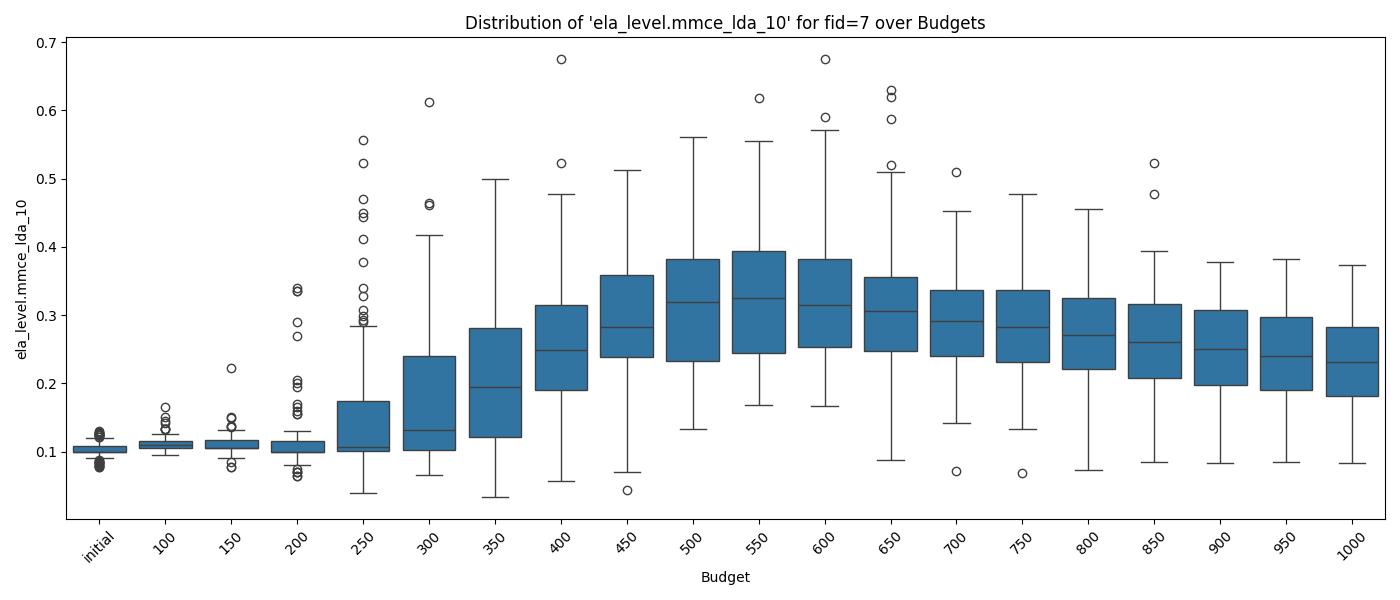 Distribution of 'ela_level.mmce_lda_10' for fid=7 over Budgets
ela_level.mmce_lda_10
0.7
0.6
0.5
0.4
0.3
0.2
0.1
initial 100 150 200 250 300 350 400 450 500 550 600 650 700 750 800 850 900 950 1000
Budget